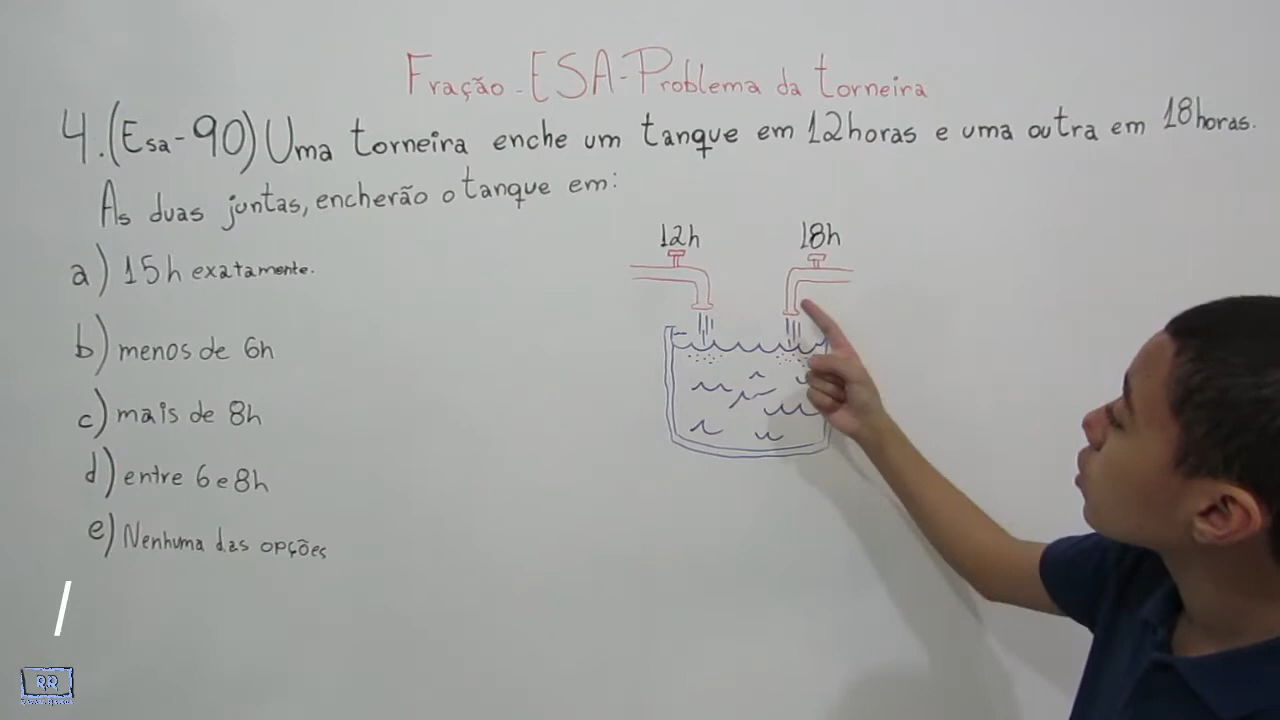 Fração - ESA - Problema da torneira
4. (Esa - 90) Uma torneira enche um tanque em 12 horas e uma outra em 18 horas.
As duas juntas, encherão o tanque em:
12h 18h
a) 15h exatamente.
b) menos de 6h
c) mais de 8h
d) entre 6 e 8h
e) Nenhuma das opções
/
RR